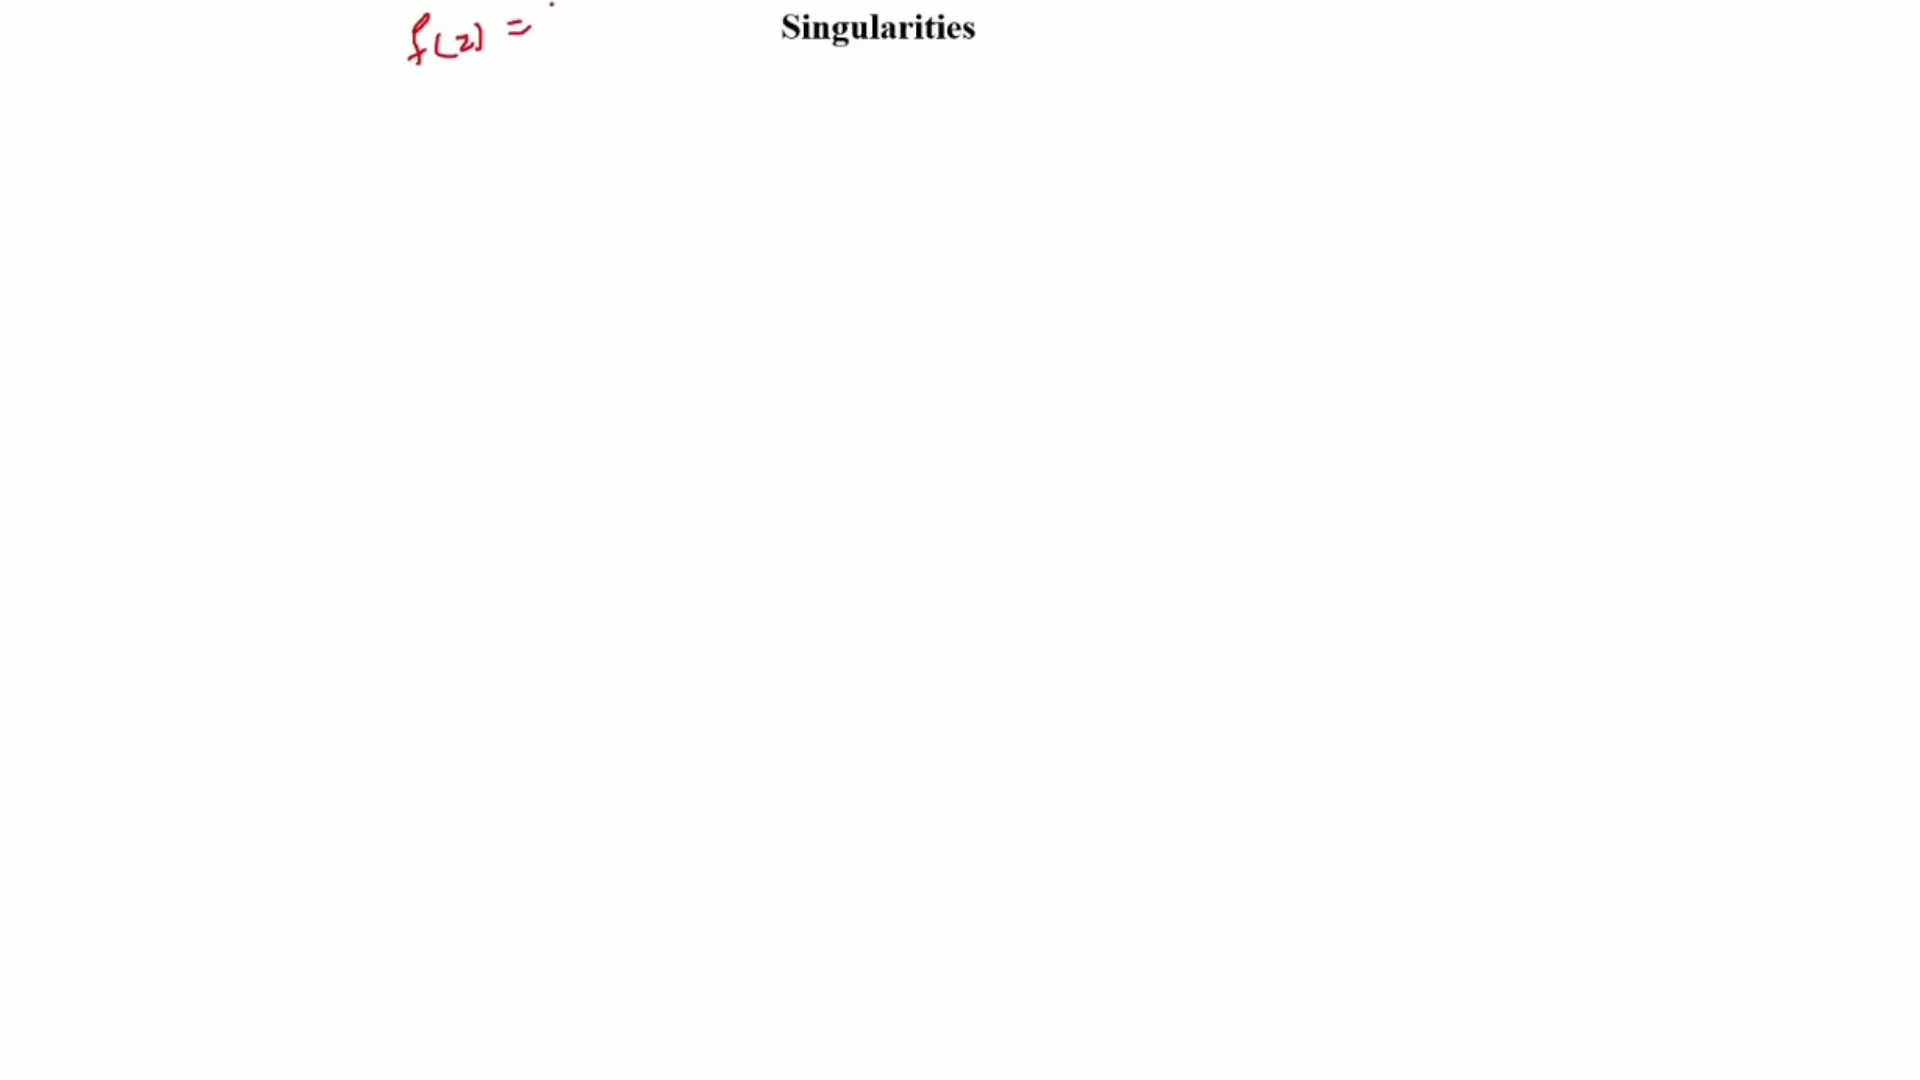 f(z) =
Singularities